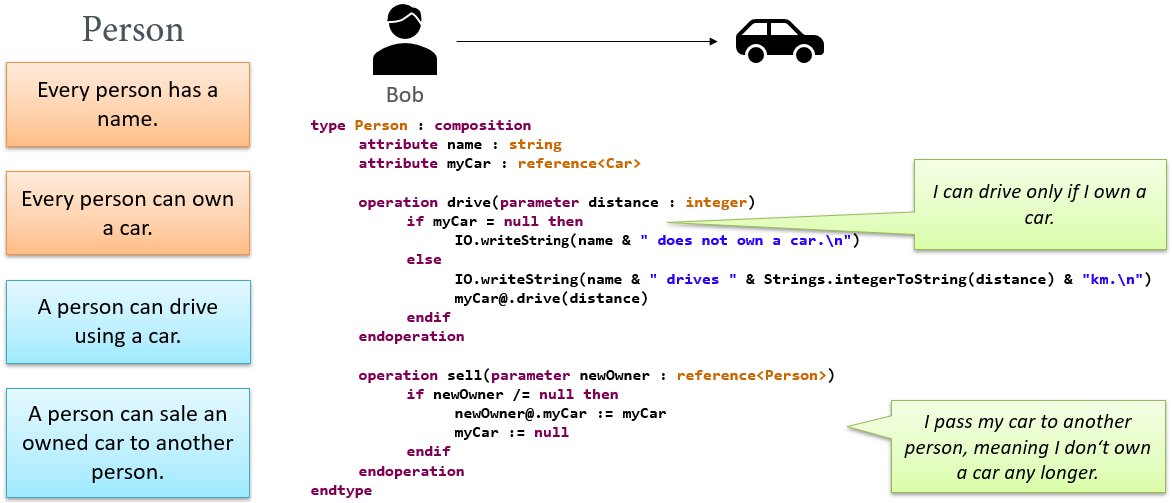 Person
Every person has a
name.
Every person can own
a car.
A person can drive
using a car.
A person can sale an
owned car to another
person.
Bob
type Person : composition
attribute name : string
attribute myCar : reference<Car>
operation drive(parameter distance : integer)
if myCar = null then
IO.writeString(name & " does not own a car.\n")
else
IO.writeString(name & " drives " & Strings.integerToString(distance) & "km.\n")
myCar@.drive(distance)
endif
endoperation
operation sell(parameter newOwner : reference<Person>)
if newOwner /= null then
newOwner@.myCar := myCar
myCar := null
endif
endoperation
endtype
I can drive only if I own a
car.
I pass my car to another
person, meaning I don‘t own
a car any longer.